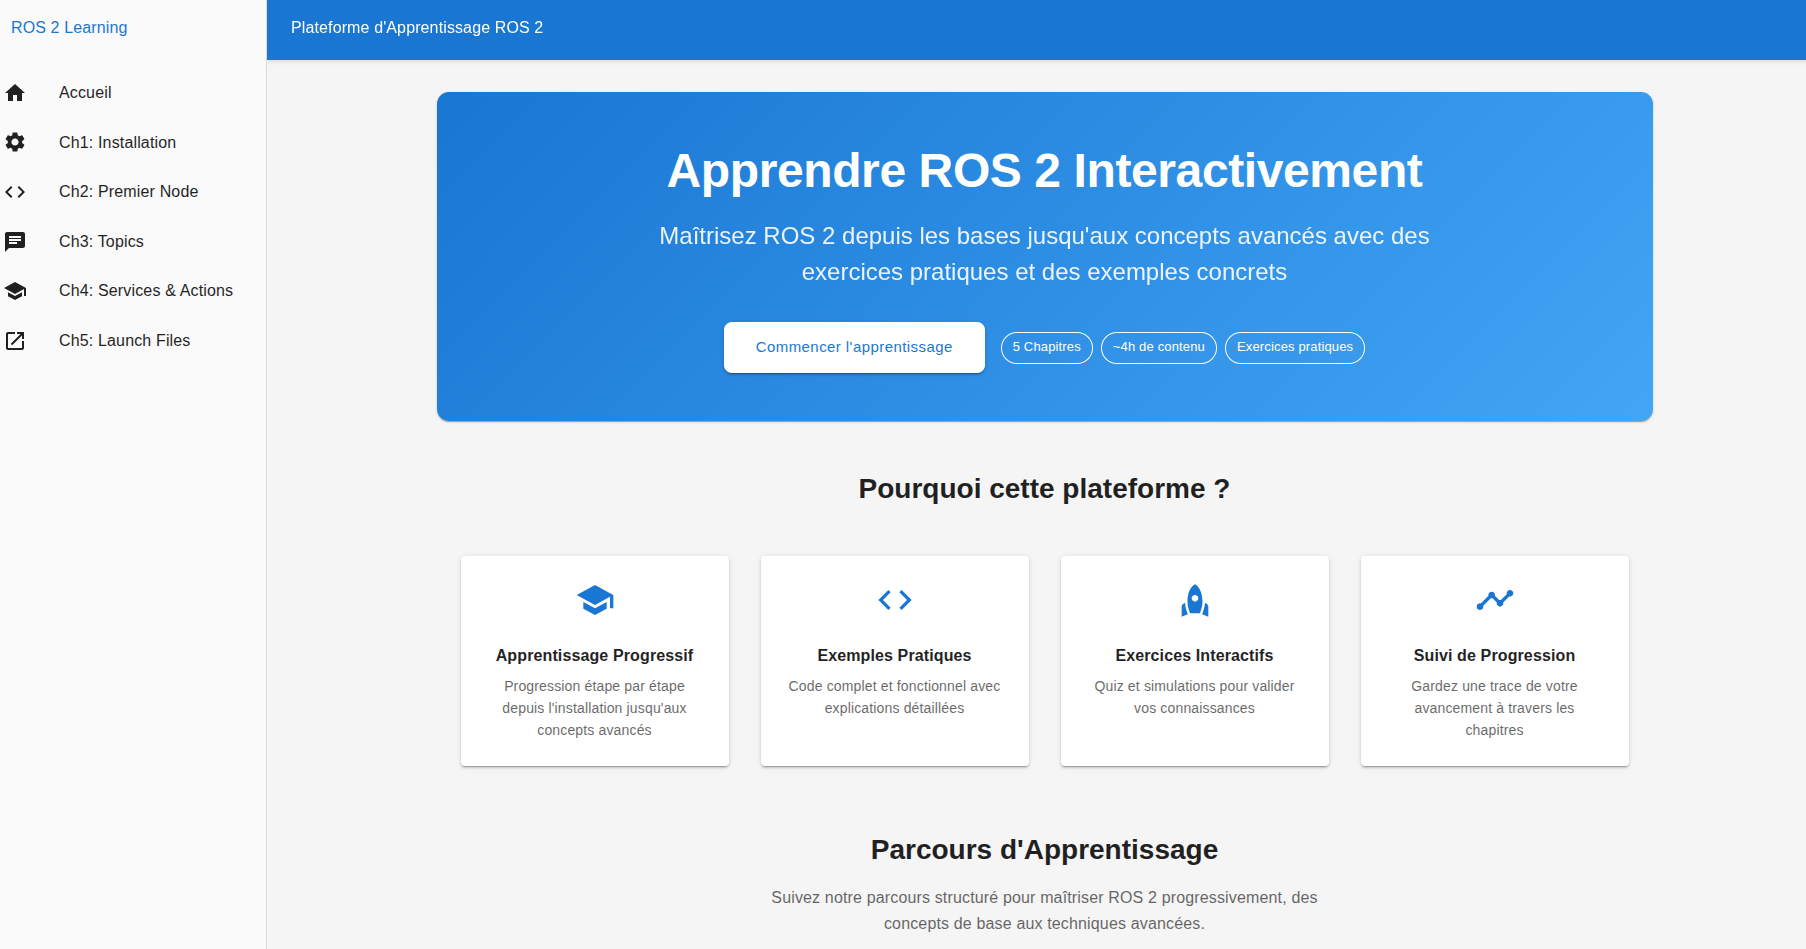 ROS 2 Learning
Plateforme d'Apprentissage ROS 2
Accueil
Ch1: Installation
Ch2: Premier Node
Ch3: Topics
Ch4: Services & Actions
Ch5: Launch Files
Apprendre ROS 2 Interactivement
Maîtrisez ROS 2 depuis les bases jusqu'aux concepts avancés avec des
exercices pratiques et des exemples concrets
Commencer l'apprentissage
5 Chapitres
~4h de contenu
Exercices pratiques
Pourquoi cette plateforme ?
Apprentissage Progressif
Progression étape par étape
depuis l'installation jusqu'aux
concepts avancés
Exemples Pratiques
Code complet et fonctionnel avec
explications détaillées
Exercices Interactifs
Quiz et simulations pour valider
vos connaissances
Suivi de Progression
Gardez une trace de votre
avancement à travers les
chapitres
Parcours d'Apprentissage
Suivez notre parcours structuré pour maîtriser ROS 2 progressivement, des
concepts de base aux techniques avancées.